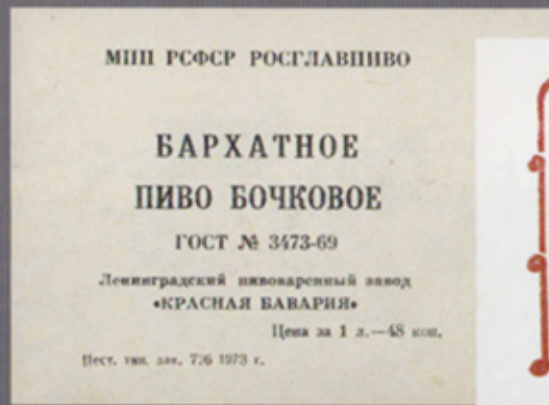 МПП РСФСР РОСГЛАВПИВО
БАРХАТНОЕ
ПИВО БОЧКОВОЕ
ГОСТ № 3473-69
Ленинградский пивоваренный завод
«КРАСНАЯ БАВАРИЯ»
Цена за 1 л.—48 коп.
тип. зак. 726 1973 г.